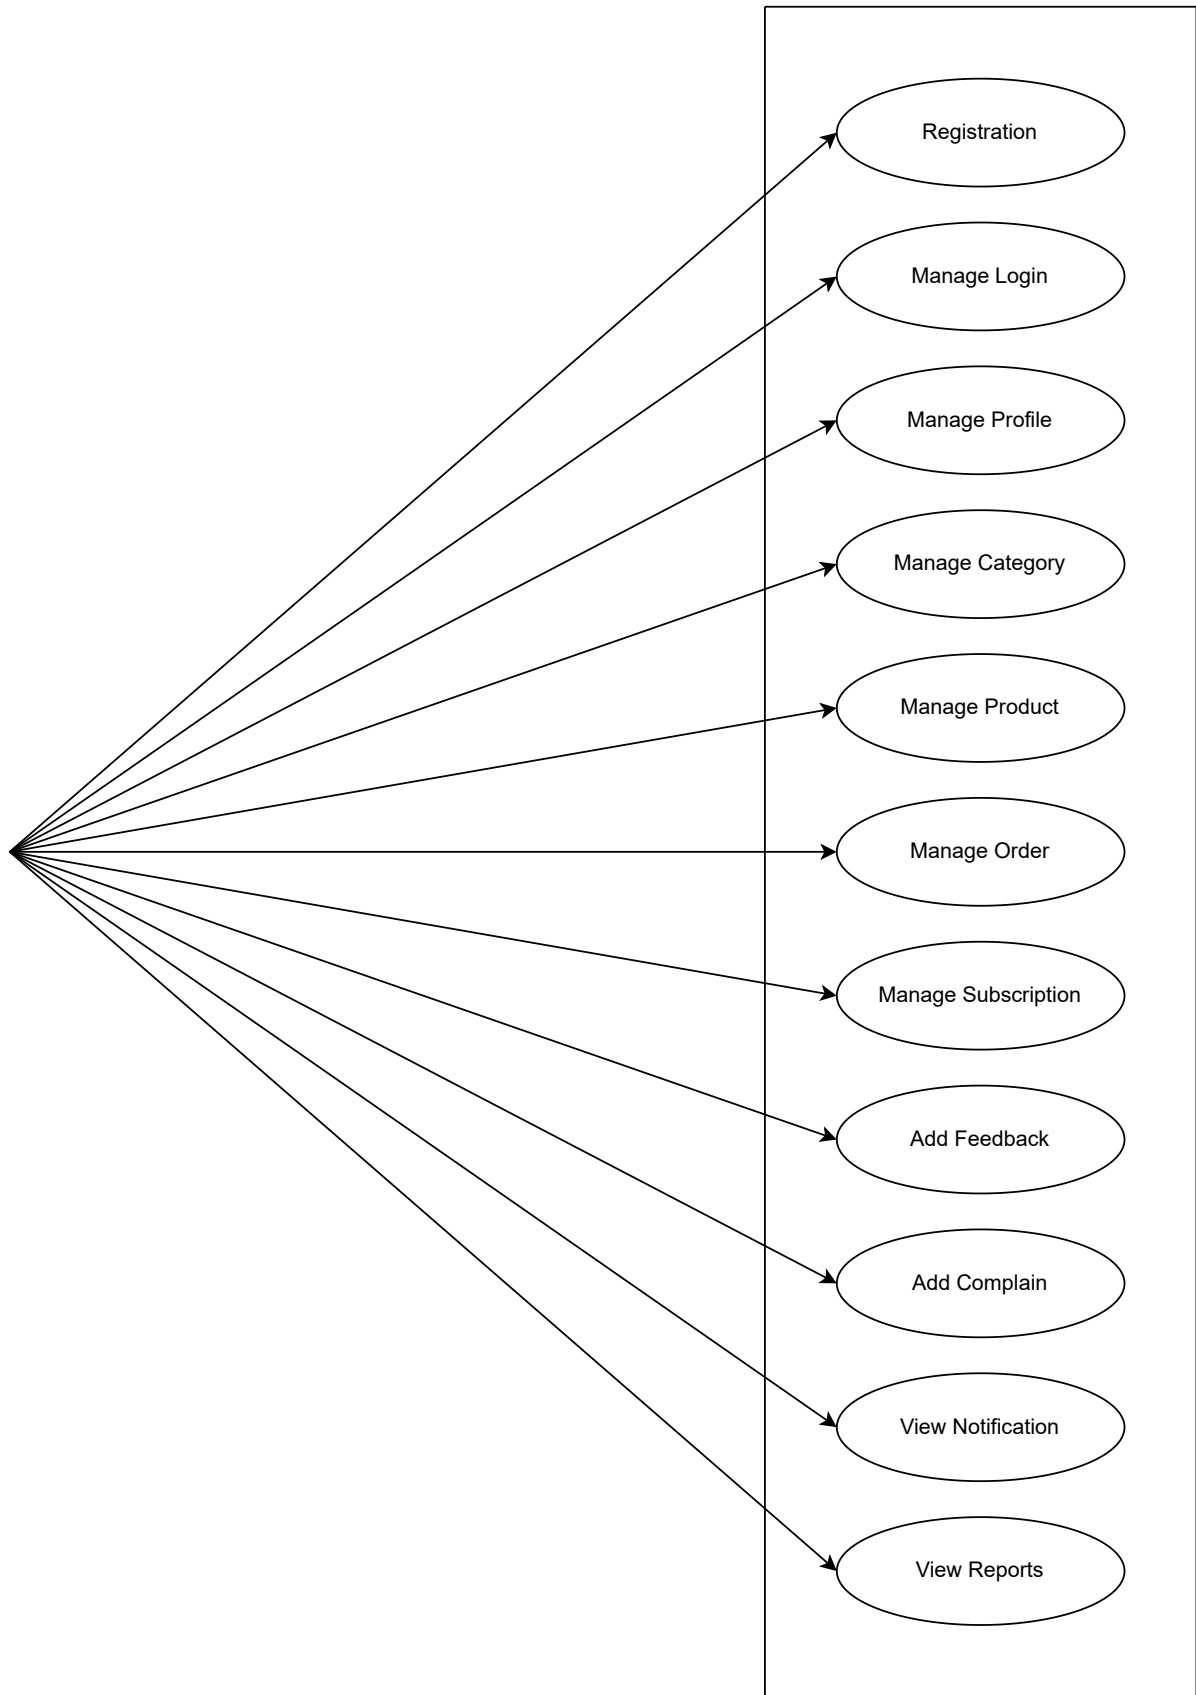 Registration
Manage Login
Manage Profile
Manage Category
Manage Product
Manage Order
Manage Subscription
Add Feedback
Add Complain
View Notification
View Reports